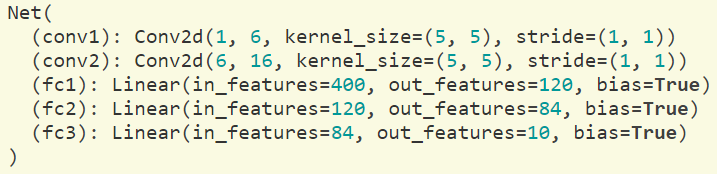 Net(
  (conv1): Conv2d(1, 6, kernel_size=(5, 5), stride=(1, 1))
  (conv2): Conv2d(6, 16, kernel_size=(5, 5), stride=(1, 1))
  (fc1): Linear(in_features=400, out_features=120, bias=True)
  (fc2): Linear(in_features=120, out_features=84, bias=True)
  (fc3): Linear(in_features=84, out_features=10, bias=True)
)